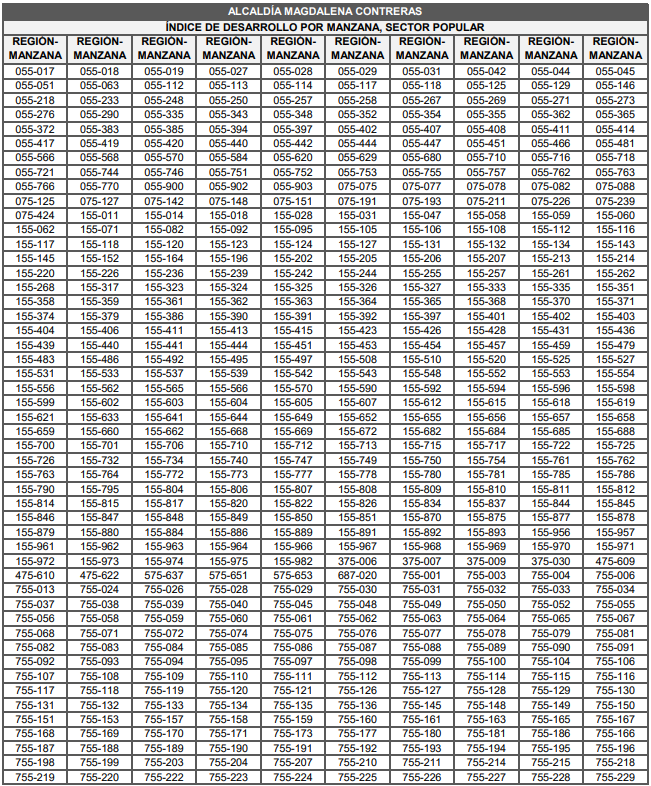 ALCALDÍA MAGDALENA CONTRERAS
ÍNDICE DE DESARROLLO POR MANZANA, SECTOR POPULAR
REGIÓN- REGIÓN- REGIÓN- REGIÓN- REGIÓN- REGIÓN- REGIÓN- REGIÓN- REGIÓN- REGIÓN-
MANZANA MANZANA MANZANA MANZANA MANZANA MANZANA MANZANA MANZANA MANZANA MANZANA
055-017 055-018 055-019 055-027 055-028 055-029 055-031 055-042 055-044 055-045
055-051 055-063 055-112 055-113 055-114 055-117 055-118 055-125 055-129 055-146
055-218 055-233 055-248 055-250 055-257 055-258 055-267 055-269 055-271 055-273
055-276 055-290 055-335 055-343 055-348 055-352 055-354 055-355 055-362 055-365
055-372 055-383 055-385 055-394 055-397 055-402 055-407 055-408 055-411 055-414
055-417 055-419 055-420 055-440 055-442 055-444 055-447 055-451 055-466 055-481
055-566 055-568 055-570 055-584 055-620 055-629 055-680 055-710 055-716 055-718
055-721 055-744 055-746 055-751 055-752 055-753 055-755 055-757 055-762 055-763
055-766 055-770 055-900 055-902 055-903 075-075 075-077 075-078 075-082 075-088
075-125 075-127 075-142 075-148 075-151 075-191 075-193 075-211 075-226 075-239
075-424 155-011 155-014 155-018 155-028 155-031 155-047 155-058 155-059 155-060
155-062 155-071 155-082 155-092 155-095 155-105 155-106 155-108 155-112 155-116
155-117 155-118 155-120 155-123 155-124 155-127 155-131 155-132 155-134 155-143
155-145 155-152 155-164 155-196 155-202 155-205 155-206 155-207 155-213 155-214
155-220 155-226 155-236 155-239 155-242 155-244 155-255 155-257 155-261 155-262
155-268 155-317 155-323 155-324 155-325 155-326 155-327 155-333 155-335 155-351
155-358 155-359 155-361 155-362 155-363 155-364 155-365 155-368 155-370 155-371
155-374 155-379 155-386 155-390 155-391 155-392 155-397 155-401 155-402 155-403
155-404 155-406 155-411 155-413 155-415 155-423 155-426 155-428 155-431 155-436
155-439 155-440 155-441 155-444 155-451 155-453 155-454 155-457 155-459 155-479
155-483 155-486 155-492 155-495 155-497 155-508 155-510 155-520 155-525 155-527
155-531 155-533 155-537 155-539 155-542 155-543 155-548 155-552 155-553 155-554
155-556 155-562 155-565 155-566 155-570 155-590 155-592 155-594 155-596 155-598
155-599 155-602 155-603 155-604 155-605 155-607 155-612 155-615 155-618 155-619
155-621 155-633 155-641 155-644 155-649 155-652 155-655 155-656 155-657 155-658
155-659 155-660 155-662 155-668 155-669 155-672 155-682 155-684 155-685 155-688
155-700 155-701 155-706 155-710 155-712 155-713 155-715 155-717 155-722 155-725
155-726 155-732 155-734 155-740 155-747 155-749 155-750 155-754 155-761 155-762
155-763 155-764 155-772 155-773 155-777 155-778 155-780 155-781 155-785 155-786
155-790 155-795 155-804 155-806 155-807 155-808 155-809 155-810 155-811 155-812
155-814 155-815 155-817 155-820 155-822 155-826 155-834 155-837 155-844 155-845
155-846 155-847 155-848 155-849 155-850 155-851 155-870 155-875 155-877 155-878
155-879 155-880 155-884 155-886 155-889 155-891 155-892 155-893 155-956 155-957
155-961 155-962 155-963 155-964 155-966 155-967 155-968 155-969 155-970 155-971
155-972 155-973 155-974 155-975 155-982 375-006 375-007 375-009 375-030 475-609
475-610 475-622 575-637 575-651 575-653 687-020 755-001 755-003 755-004 755-006
755-013 755-024 755-026 755-028 755-029 755-030 755-031 755-032 755-033 755-034
755-037 755-038 755-039 755-040 755-045 755-048 755-049 755-050 755-052 755-055
755-056 755-058 755-059 755-060 755-061 755-062 755-063 755-064 755-065 755-067
755-068 755-071 755-072 755-074 755-075 755-076 755-077 755-078 755-079 755-081
755-082 755-083 755-084 755-085 755-086 755-087 755-088 755-089 755-090 755-091
755-092 755-093 755-094 755-095 755-097 755-098 755-099 755-100 755-104 755-106
755-107 755-108 755-109 755-110 755-111 755-112 755-113 755-114 755-115 755-116
755-117 755-118 755-119 755-120 755-121 755-126 755-127 755-128 755-129 755-130
755-131 755-132 755-133 755-134 755-135 755-136 755-145 755-148 755-149 755-150
755-151 755-153 755-157 755-158 755-159 755-160 755-161 755-163 755-165 755-167
755-168 755-169 755-170 755-171 755-173 755-177 755-180 755-181 755-186 755-166
755-187 755-188 755-189 755-190 755-191 755-192 755-193 755-194 755-195 755-196
755-198 755-199 755-203 755-204 755-207 755-210 755-211 755-214 755-215 755-218
755-219 755-220 755-222 755-223 755-224 755-225 755-226 755-227 755-228 755-229